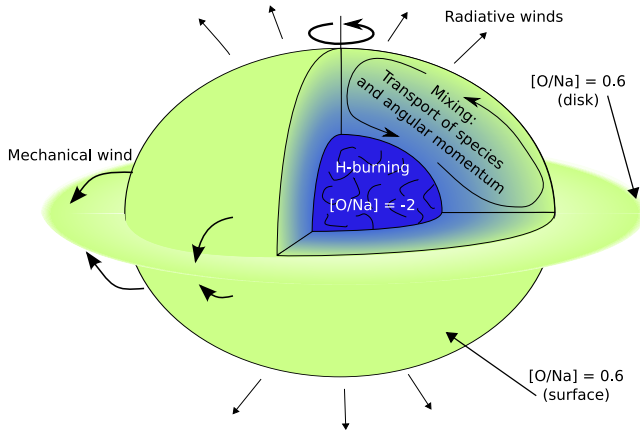 Radiative winds
[O/Na] = 0.6
(disk)
Mixing:
Transport of species
and angular momentum
Mechanical wind
H-burning
[O/Na] = -2
[O/Na] = 0.6
(surface)